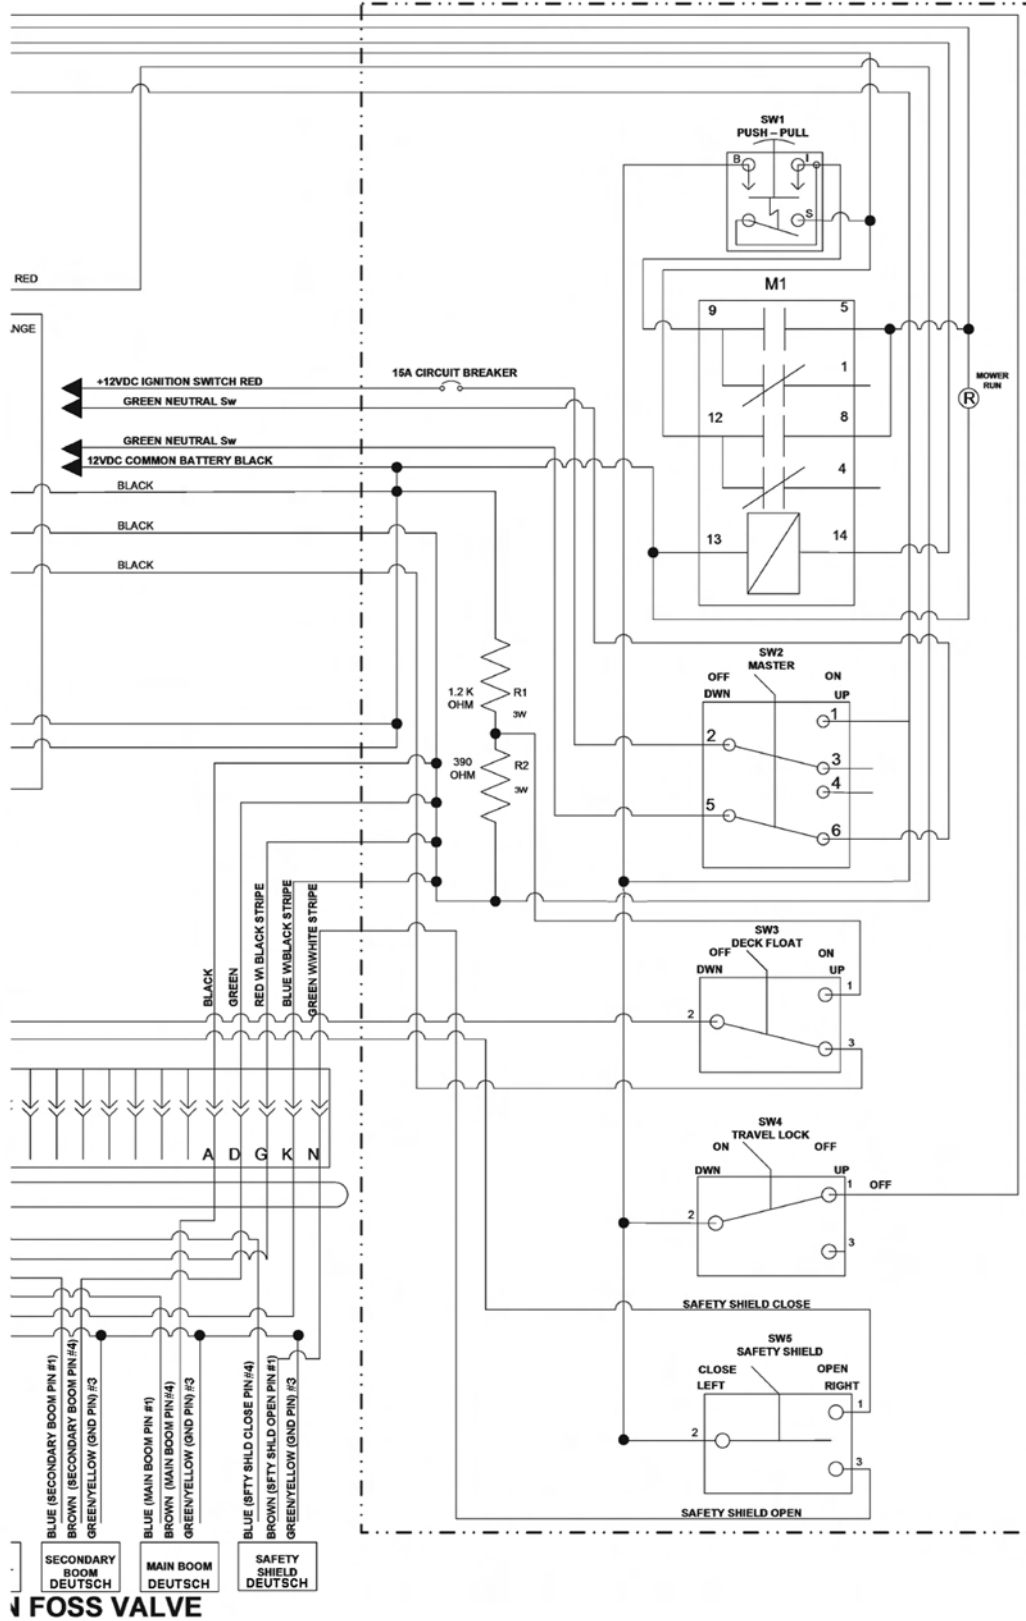 SW1
PUSH – PULL
B
I
S
RED
M1
NGE
9
5
+12VDC IGNITION SWITCH RED
15A CIRCUIT BREAKER
1
MOWER
RUN
R
GREEN NEUTRAL Sw
12
8
GREEN NEUTRAL Sw
12VDC COMMON BATTERY BLACK
4
BLACK
BLACK
13
14
BLACK
SW2
MASTER
OFF
ON
DWN
UP
1.2 K
OHM
R1
3W
1
2
3
4
390
OHM
R2
3W
5
6
BLACK
GREEN
RED W\ BLACK STRIPE
BLUE W\BLACK STRIPE
GREEN W\WHITE STRIPE
SW3
DECK FLOAT
OFF
ON
DWN
UP
1
2
3
SW4
TRAVEL LOCK
ON
OFF
DWN
UP
1
OFF
2
3
A D G K N
SAFETY SHIELD CLOSE
SW5
SAFETY SHIELD
CLOSE
OPEN
LEFT
RIGHT
1
2
3
SAFETY SHIELD OPEN
BLUE (SECONDARY BOOM PIN #1)
BROWN (SECONDARY BOOM PIN #4)
GREEN/YELLOW (GND PIN) #3
BLUE (MAIN BOOM PIN #1)
BROWN (MAIN BOOM PIN #4)
GREEN/YELLOW (GND PIN) #3
BLUE (SFTY SHLD CLOSE PIN #4)
BROWN (SFTY SHLD OPEN PIN #1)
GREEN/YELLOW (GND PIN) #3
SECONDARY
BOOM
DEUTSCH
MAIN BOOM
DEUTSCH
SAFETY
SHIELD
DEUTSCH
N FOSS VALVE